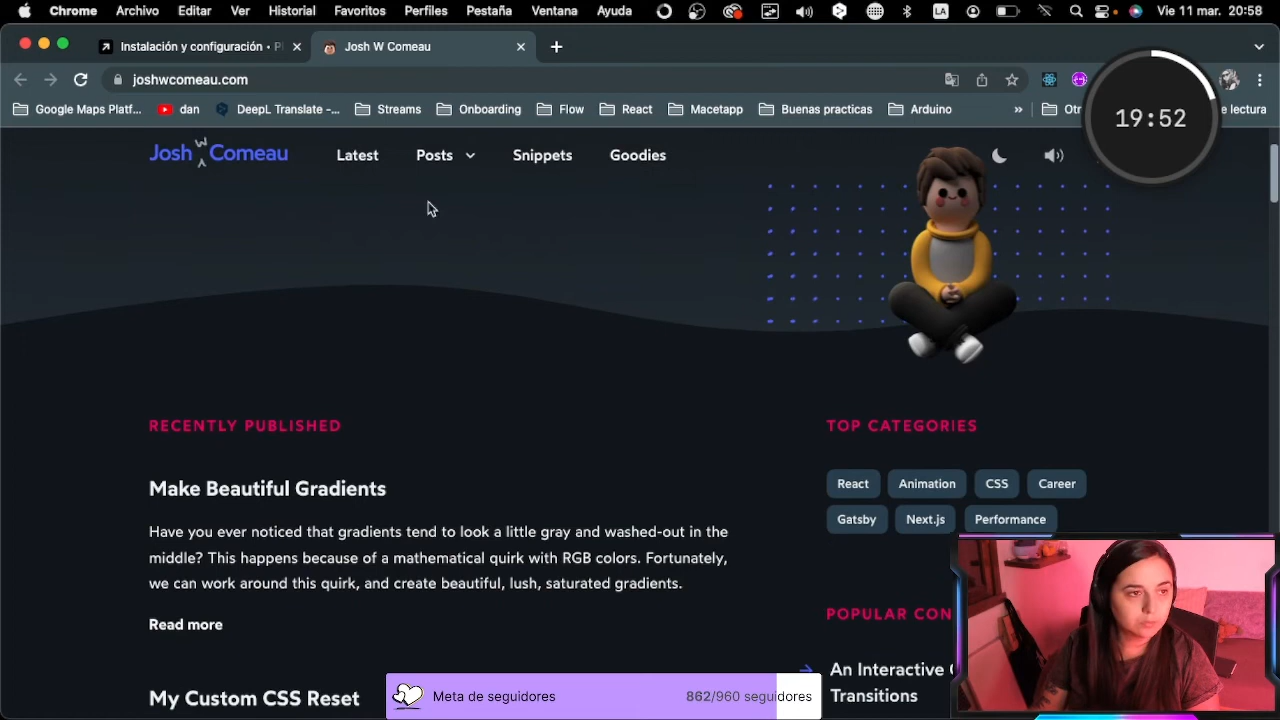 Chrome Archivo Editar Ver Historial Favoritos Perfiles Pestaña Ventana Ayuda LA Vie 11 mar. 20:58
Instalación y configuración • Josh W Comeau
joshwcomeau.com
Google Maps Platf... dan DeepL Translate –... Streams Onboarding Flow React Macetapp Buenas practicas Arduino » Otr e lectura
19:52
Josh W Comeau Latest Posts Snippets Goodies
RECENTLY PUBLISHED
Make Beautiful Gradients
Have you ever noticed that gradients tend to look a little gray and washed-out in the
middle? This happens because of a mathematical quirk with RGB colors. Fortunately,
we can work around this quirk, and create beautiful, lush, saturated gradients.
Read more
My Custom CSS Reset
TOP CATEGORIES
React Animation CSS Career
Gatsby Next.js Performance
POPULAR CON
An Interactive
Transitions
Meta de seguidores 862/960 seguidores